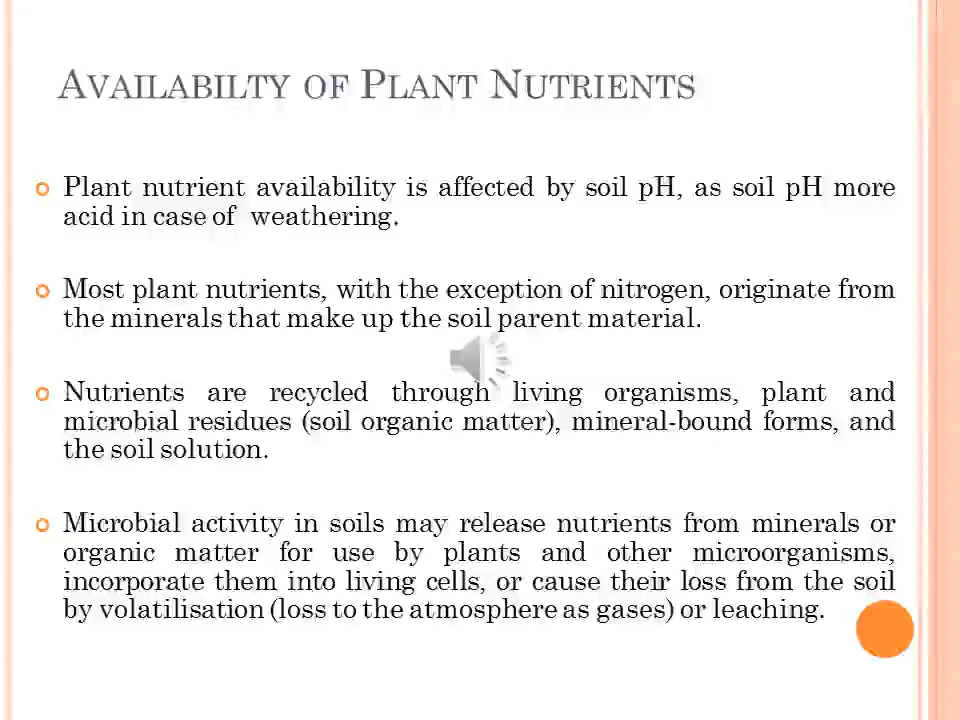 AVAILABILTY OF PLANT NUTRIENTS
Plant nutrient availability is affected by soil pH, as soil pH more
acid in case of weathering.
Most plant nutrients, with the exception of nitrogen, originate from
the minerals that make up the soil parent material.
Nutrients are recycled through living organisms, plant and
microbial residues (soil organic matter), mineral-bound forms, and
the soil solution.
Microbial activity in soils may release nutrients from minerals or
organic matter for use by plants and other microorganisms,
incorporate them into living cells, or cause their loss from the soil
by volatilisation (loss to the atmosphere as gases) or leaching.